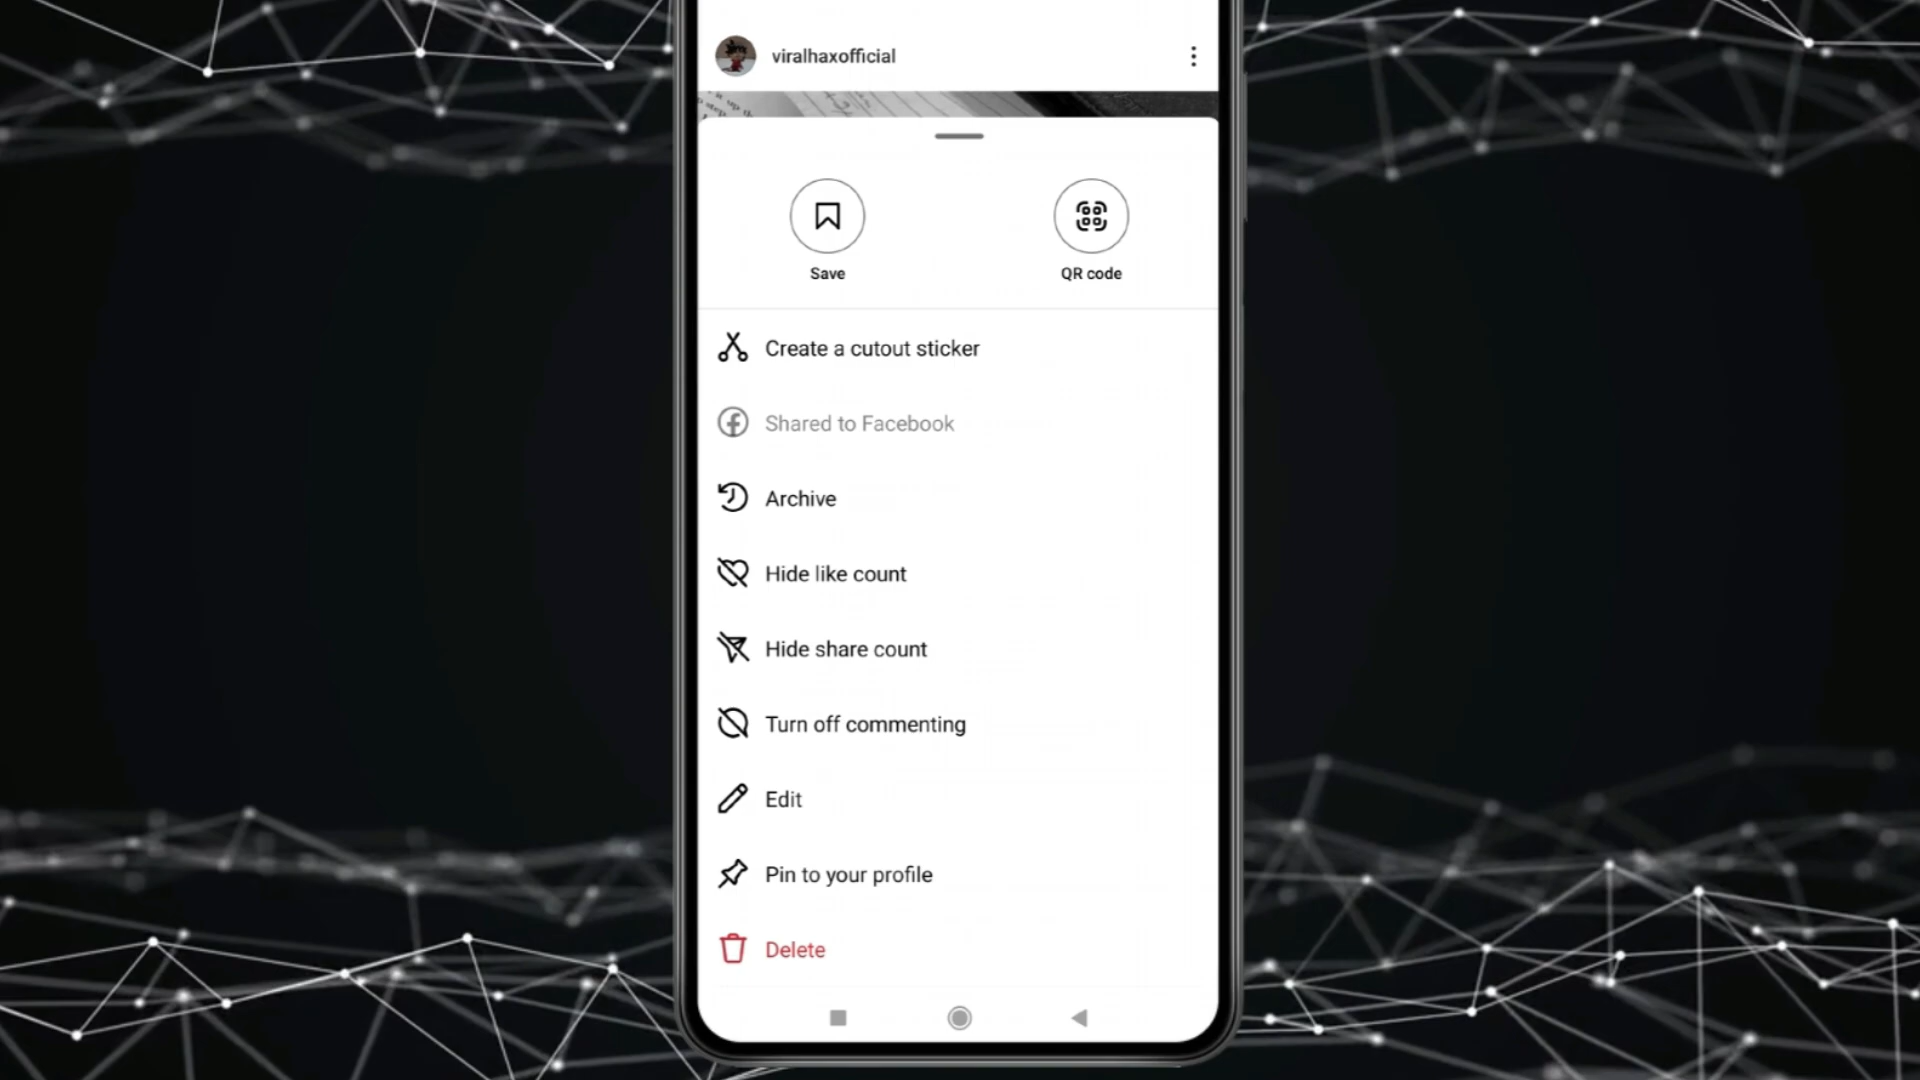 viralhaxofficial
Save
QR code
Create a cutout sticker
Shared to Facebook
Archive
Hide like count
Hide share count
Turn off commenting
Edit
Pin to your profile
Delete